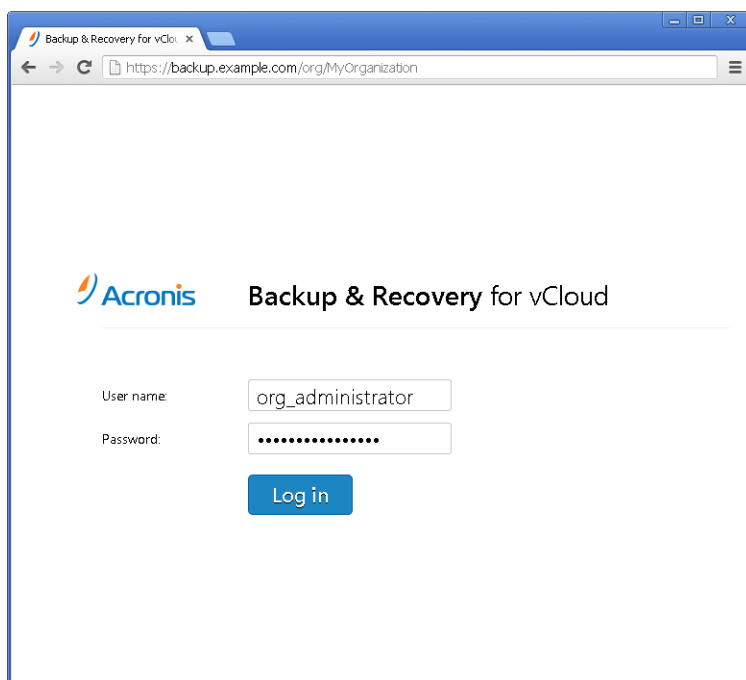 Backup & Recovery for vClou
https://backup.example.com/org/MyOrganization
Acronis
Backup & Recovery for vCloud
User name:
org_administrator
Password:
Log in